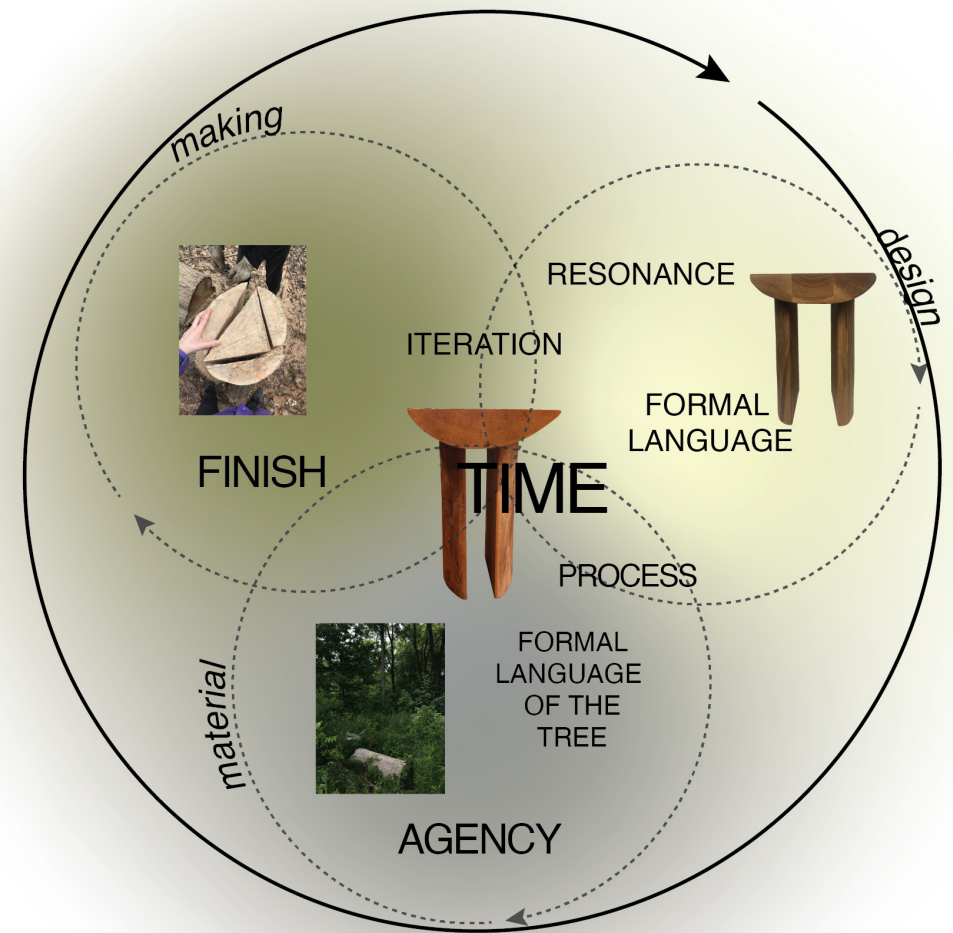 making
design
RESONANCE
ITERATION
FORMAL
LANGUAGE
FINISH
TIME
PROCESS
FORMAL
LANGUAGE
OF THE
TREE
material
AGENCY